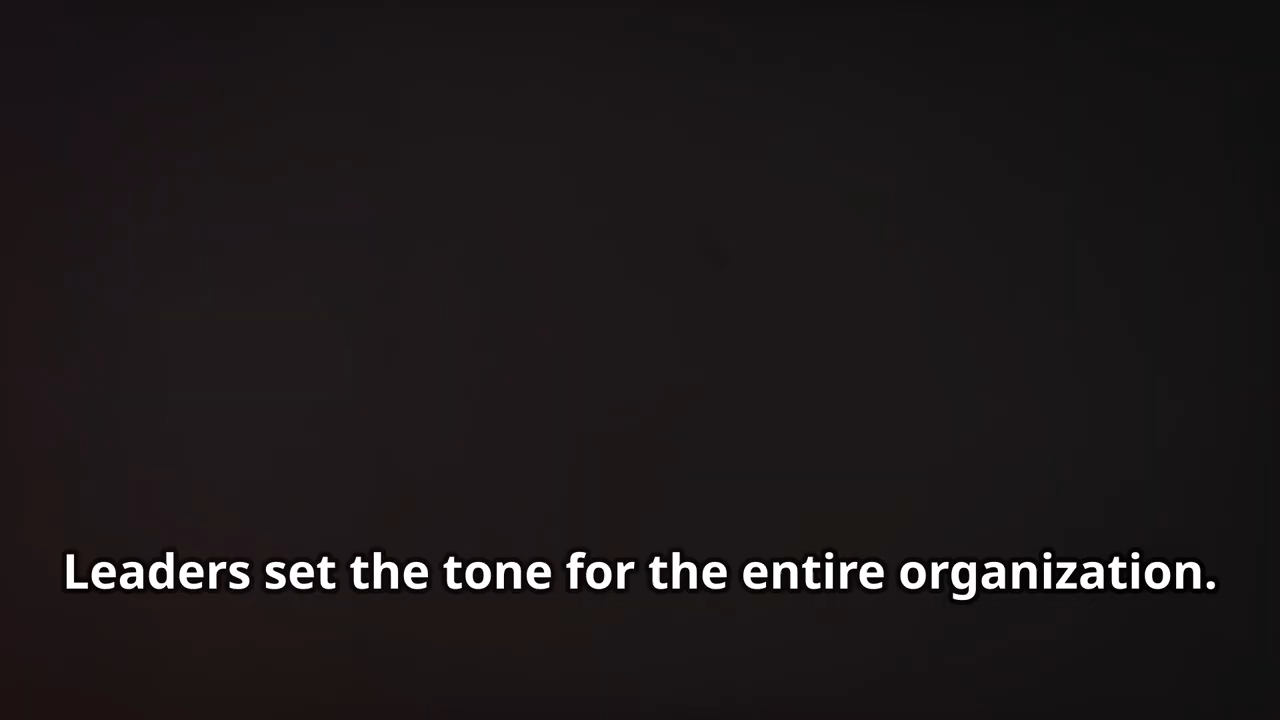 Leaders set the tone for the entire organization.